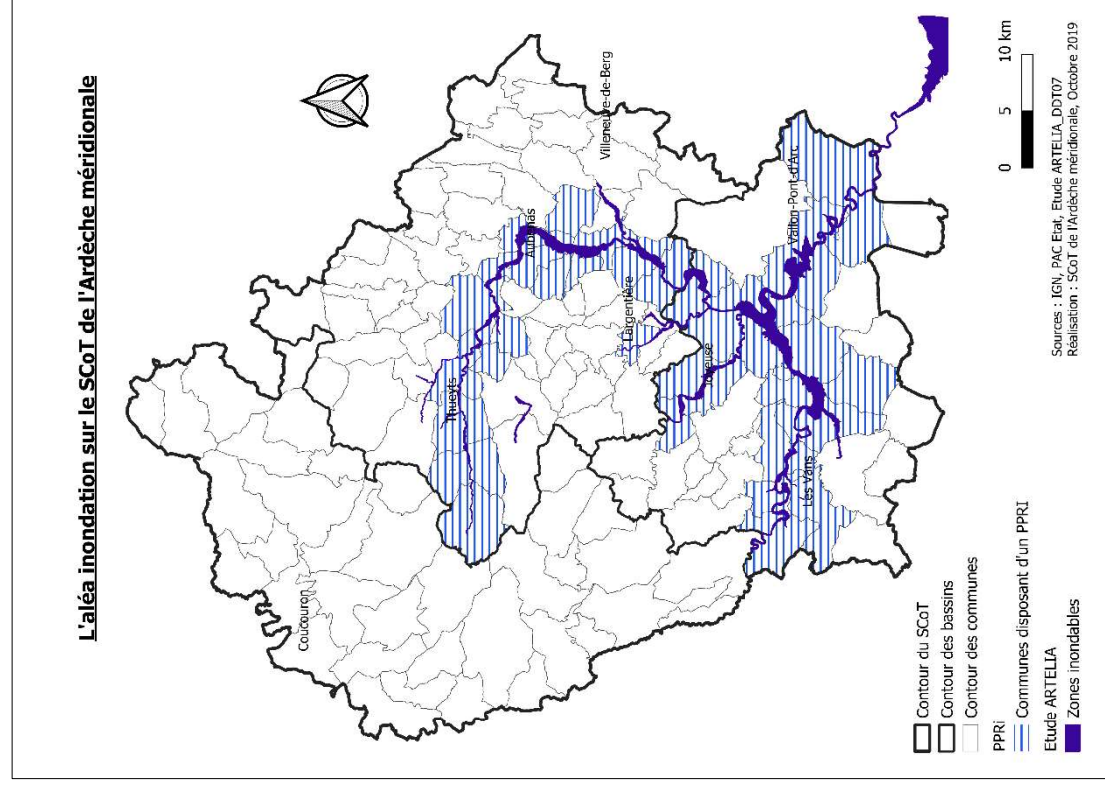 L'aléa inondation sur le SCoT de l'Ardèche méridionale
Coucouron
Thueyts
Aubenas
Villeneuve-de-Berg
Largentière
Joyeuse
Vallon-Pont-d'Arc
Les Vans
Contour du SCoT
Contour des bassins
Contour des communes
PPRi
Communes disposant d'un PPRI
Etude ARTELIA
Zones inondables
0 5 10 km
Sources : IGN, PAC Etat, Etude ARTELIA_DDT07
Réalisation : SCoT de l'Ardèche méridionale, Octobre 2019